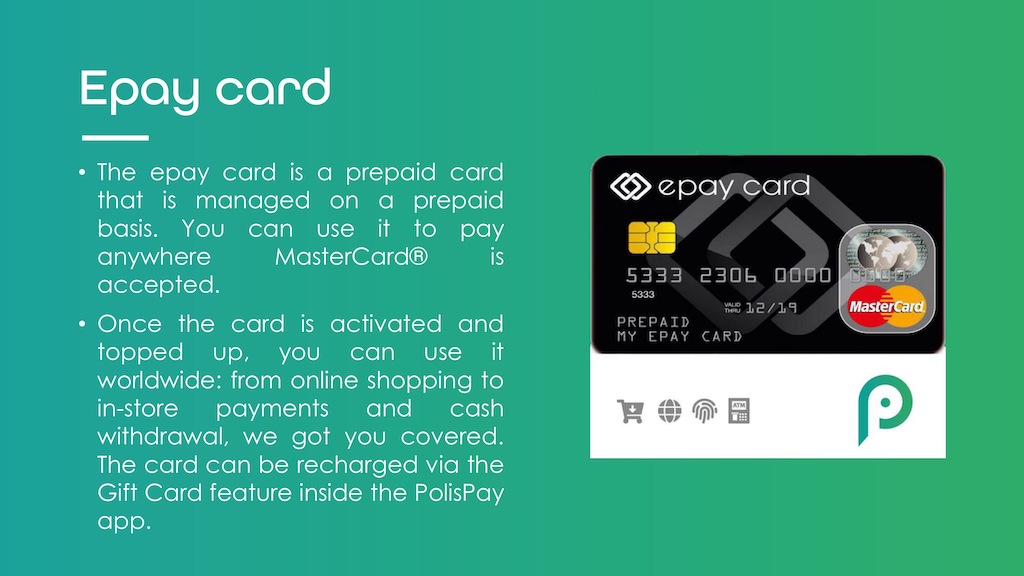 Epay card
• The epay card is a prepaid card
that is managed on a prepaid
basis. You can use it to pay
anywhere MasterCard® is
accepted.
• Once the card is activated and
topped up, you can use it
worldwide: from online shopping to
in-store payments and cash
withdrawal, we got you covered.
The card can be recharged via the
Gift Card feature inside the PolisPay
app.
epay card
5333 2306 0000 0000
5333
VALID
THRU 12/19
MasterCard
PREPAID
MY EPAY CARD
ATM